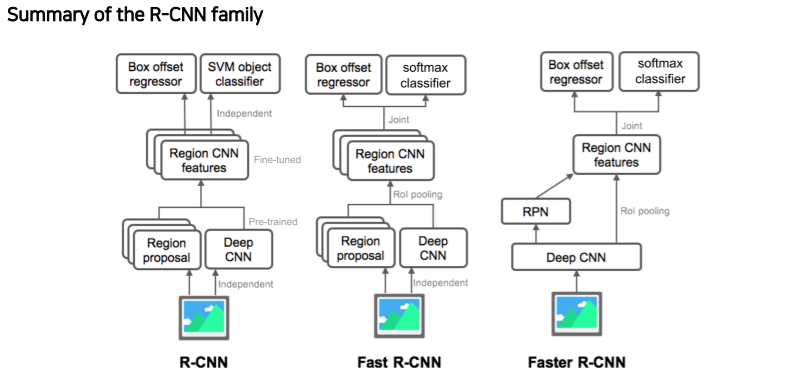 Summary of the R-CNN family
Box offset
regressor
SVM object
classifier
Independent
Region CNN
features
Fine-tuned
Pre-trained
Region
proposal
Deep
CNN
Independent
R-CNN
Box offset
regressor
softmax
classifier
Joint
Region CNN
features
RoI pooling
Region
proposal
Deep
CNN
Independent
Fast R-CNN
Box offset
regressor
softmax
classifier
Joint
Region CNN
features
RPN
RoI pooling
Deep CNN
Faster R-CNN